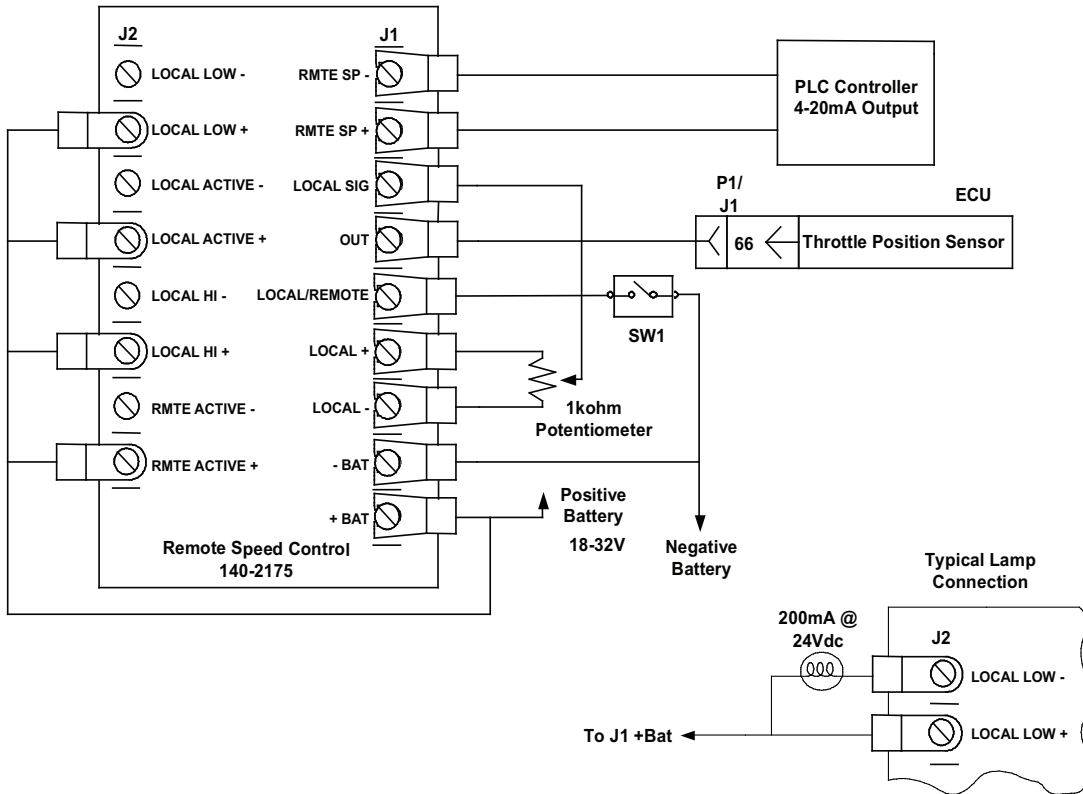 J2
J1
LOCAL LOW -
RMTE SP -
LOCAL LOW +
RMTE SP +
LOCAL ACTIVE -
LOCAL SIG
LOCAL ACTIVE +
OUT
LOCAL HI -
LOCAL/REMOTE
LOCAL HI +
LOCAL +
RMTE ACTIVE -
LOCAL -
RMTE ACTIVE +
- BAT
+ BAT
Remote Speed Control
140-2175
PLC Controller
4-20mA Output
P1/
J1
ECU
66
Throttle Position Sensor
SW1
1kohm
Potentiometer
Positive
Battery
18-32V
Negative
Battery
Typical Lamp
Connection
200mA @
24Vdc
J2
LOCAL LOW -
To J1 +Bat
LOCAL LOW +